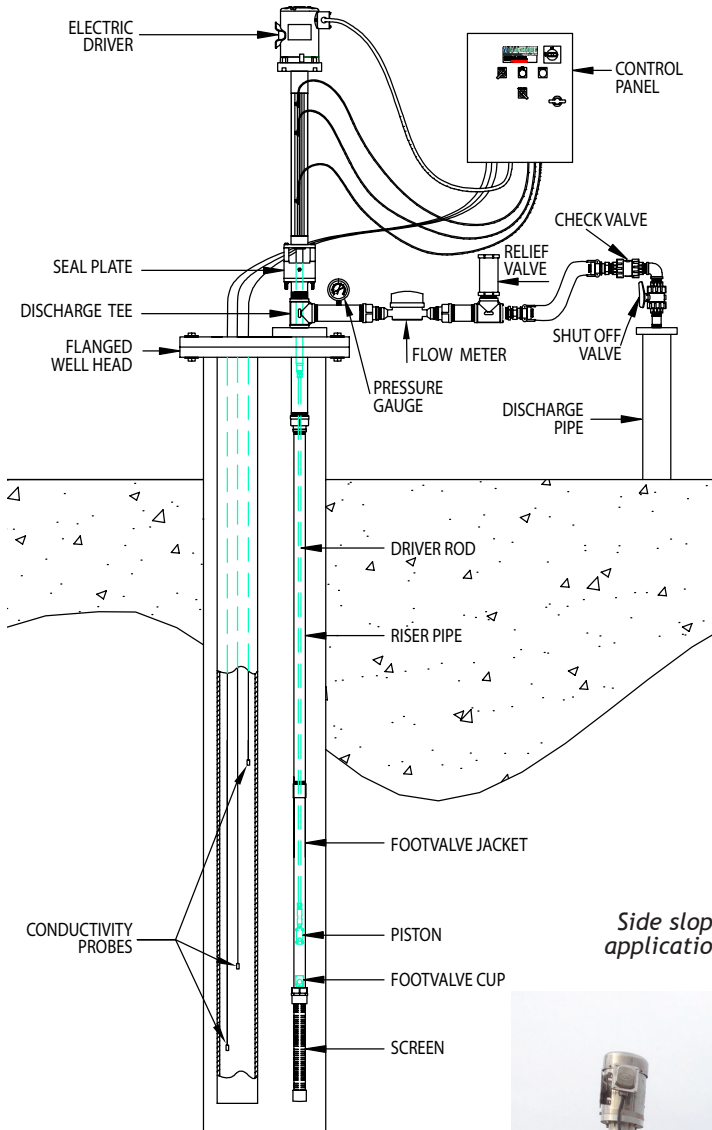 ELECTRIC
DRIVER
CONTROL
PANEL
CHECK VALVE
RELIEF
VALVE
SEAL PLATE
DISCHARGE TEE
SHUT OFF
VALVE
FLANGED
WELL HEAD
FLOW METER
PRESSURE
GAUGE
DISCHARGE
PIPE
DRIVER ROD
RISER PIPE
FOOTVALVE JACKET
CONDUCTIVITY
PROBES
PISTON
Side slop
applicatio
FOOTVALVE CUP
SCREEN